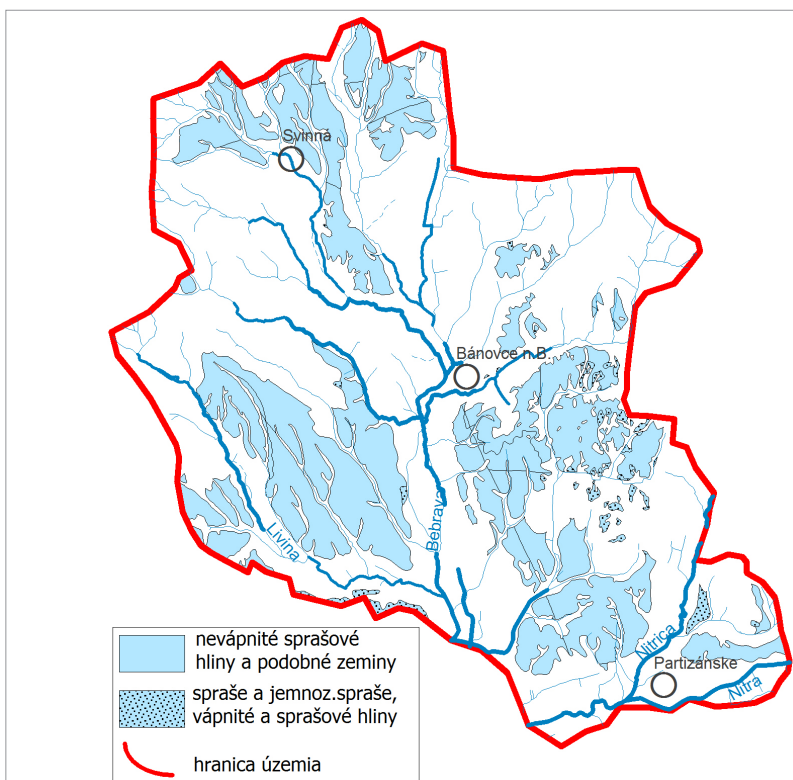 Svinná
Bánovce n.B.
Bebrava
Livina
Nitrica
Partizánske
Nitra
nevápnité sprašové
hliny a podobné zeminy
spraše a jemnoz.spraše,
vápnité a sprašové hliny
hranica územia